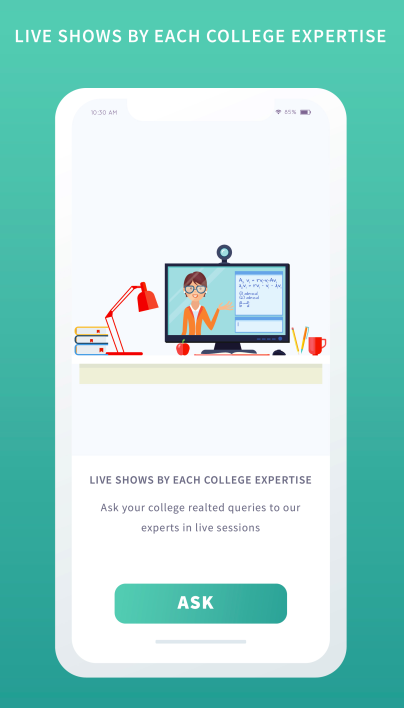 LIVE SHOWS BY EACH COLLEGE EXPERTISE
10:30 AM
85%
LIVE SHOWS BY EACH COLLEGE EXPERTISE
Ask your college realted queries to our
experts in live sessions
ASK